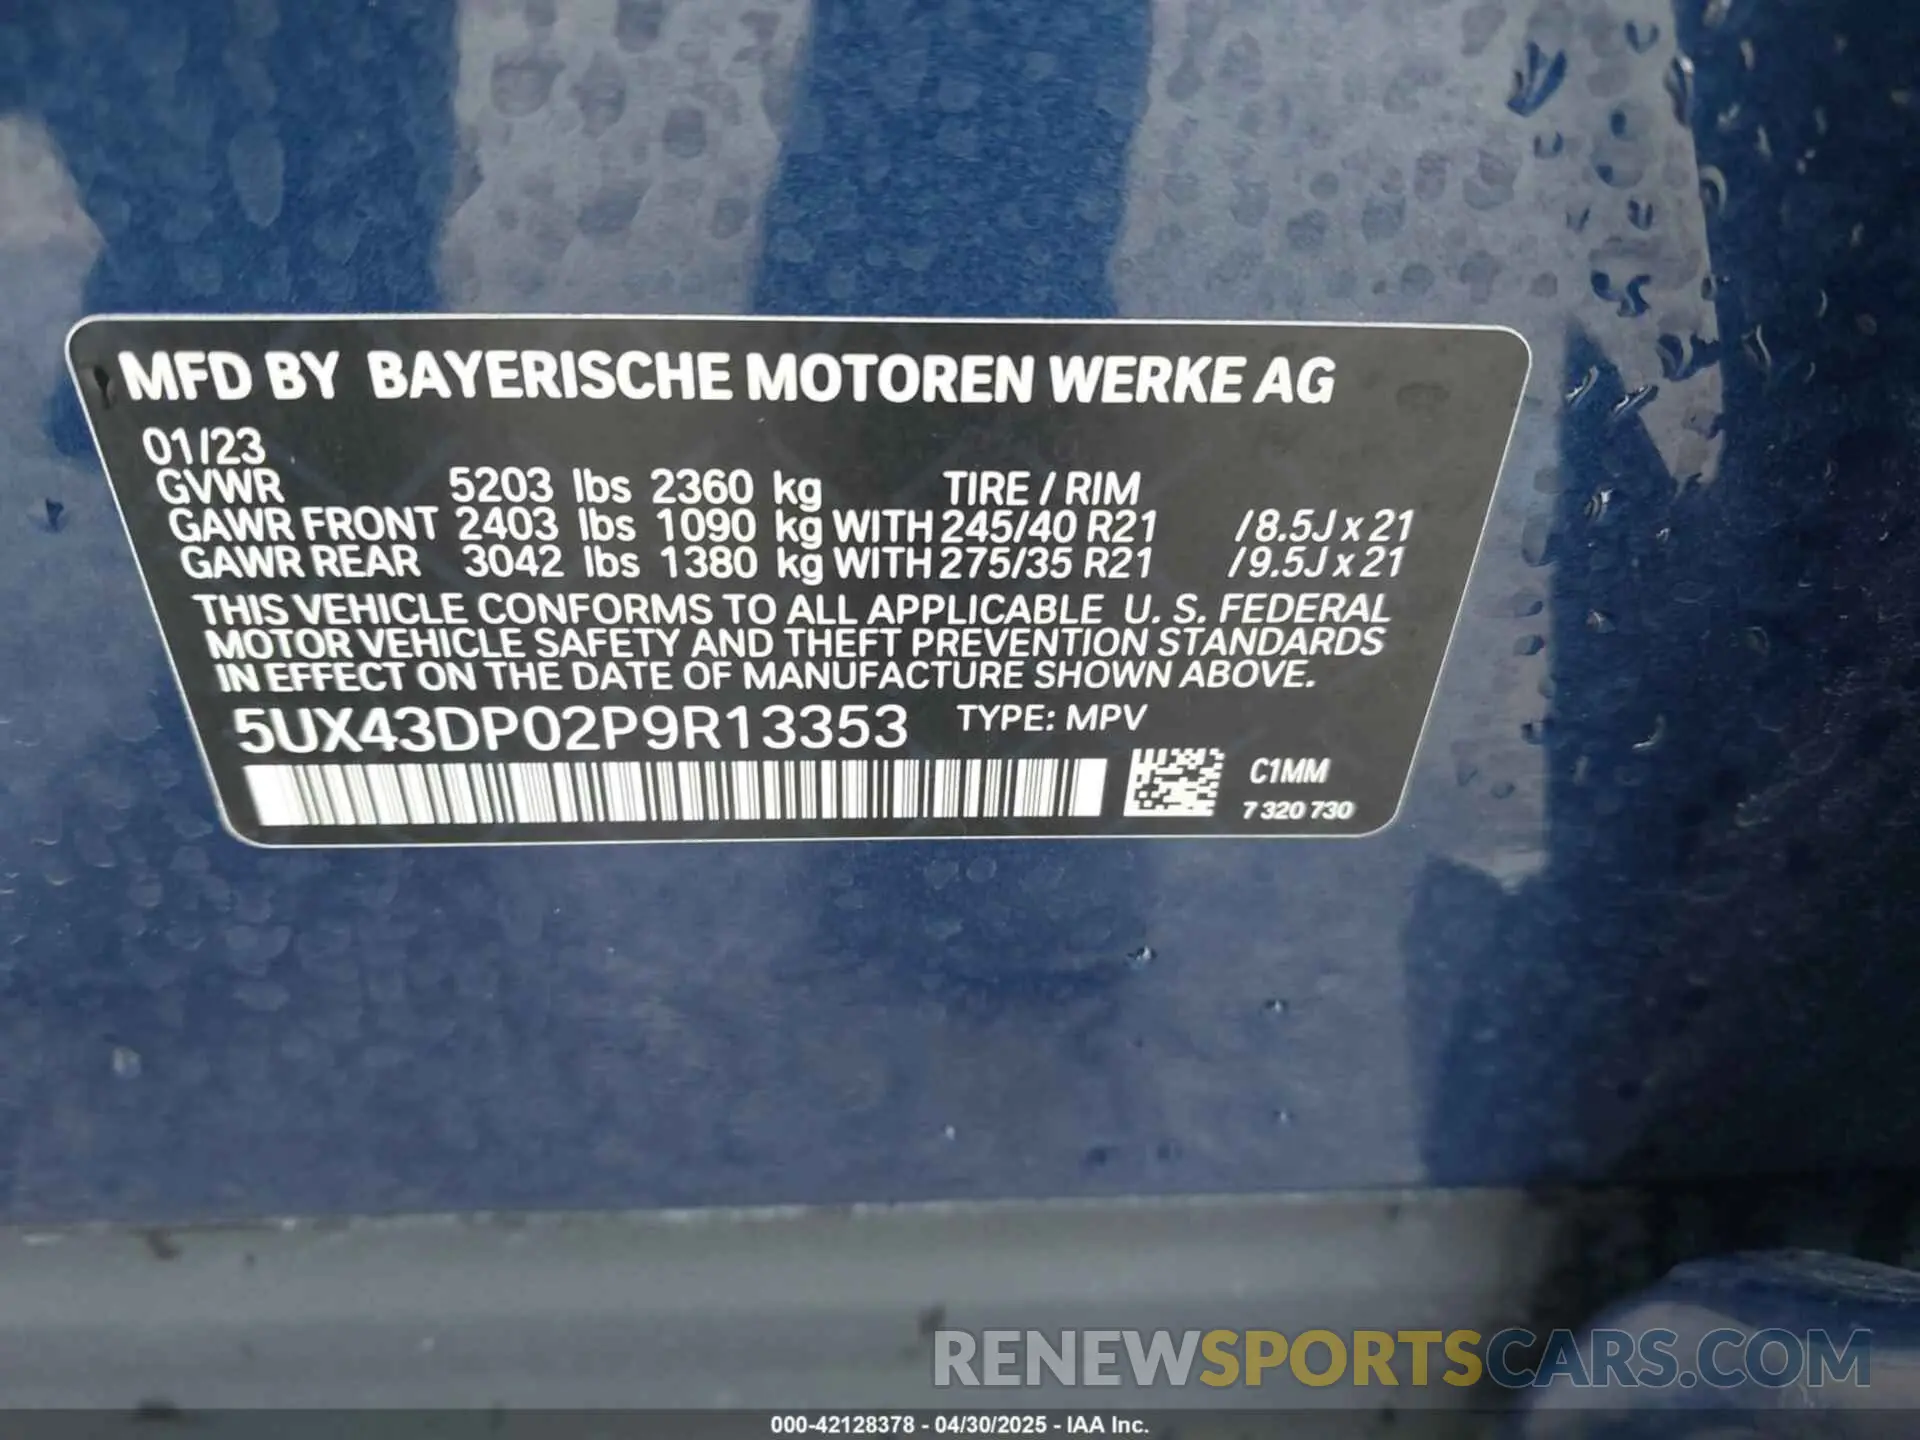 MFD BY BAYERISCHE MOTOREN WERKE AG
01/23
GVWR 5203 lbs 2360 kg TIRE / RIM
GAWR FRONT 2403 lbs 1090 kg WITH 245/40 R21 /8.5J x 21
GAWR REAR 3042 lbs 1380 kg WITH 275/35 R21 /9.5J x 21
THIS VEHICLE CONFORMS TO ALL APPLICABLE U. S. FEDERAL
MOTOR VEHICLE SAFETY AND THEFT PREVENTION STANDARDS
IN EFFECT ON THE DATE OF MANUFACTURE SHOWN ABOVE.
5UX43DP02P9R13353 TYPE: MPV
C1MM
7 320 730
RENEWSPORTSCARS.COM
000-42128378 - 04/30/2025 - IAA Inc.